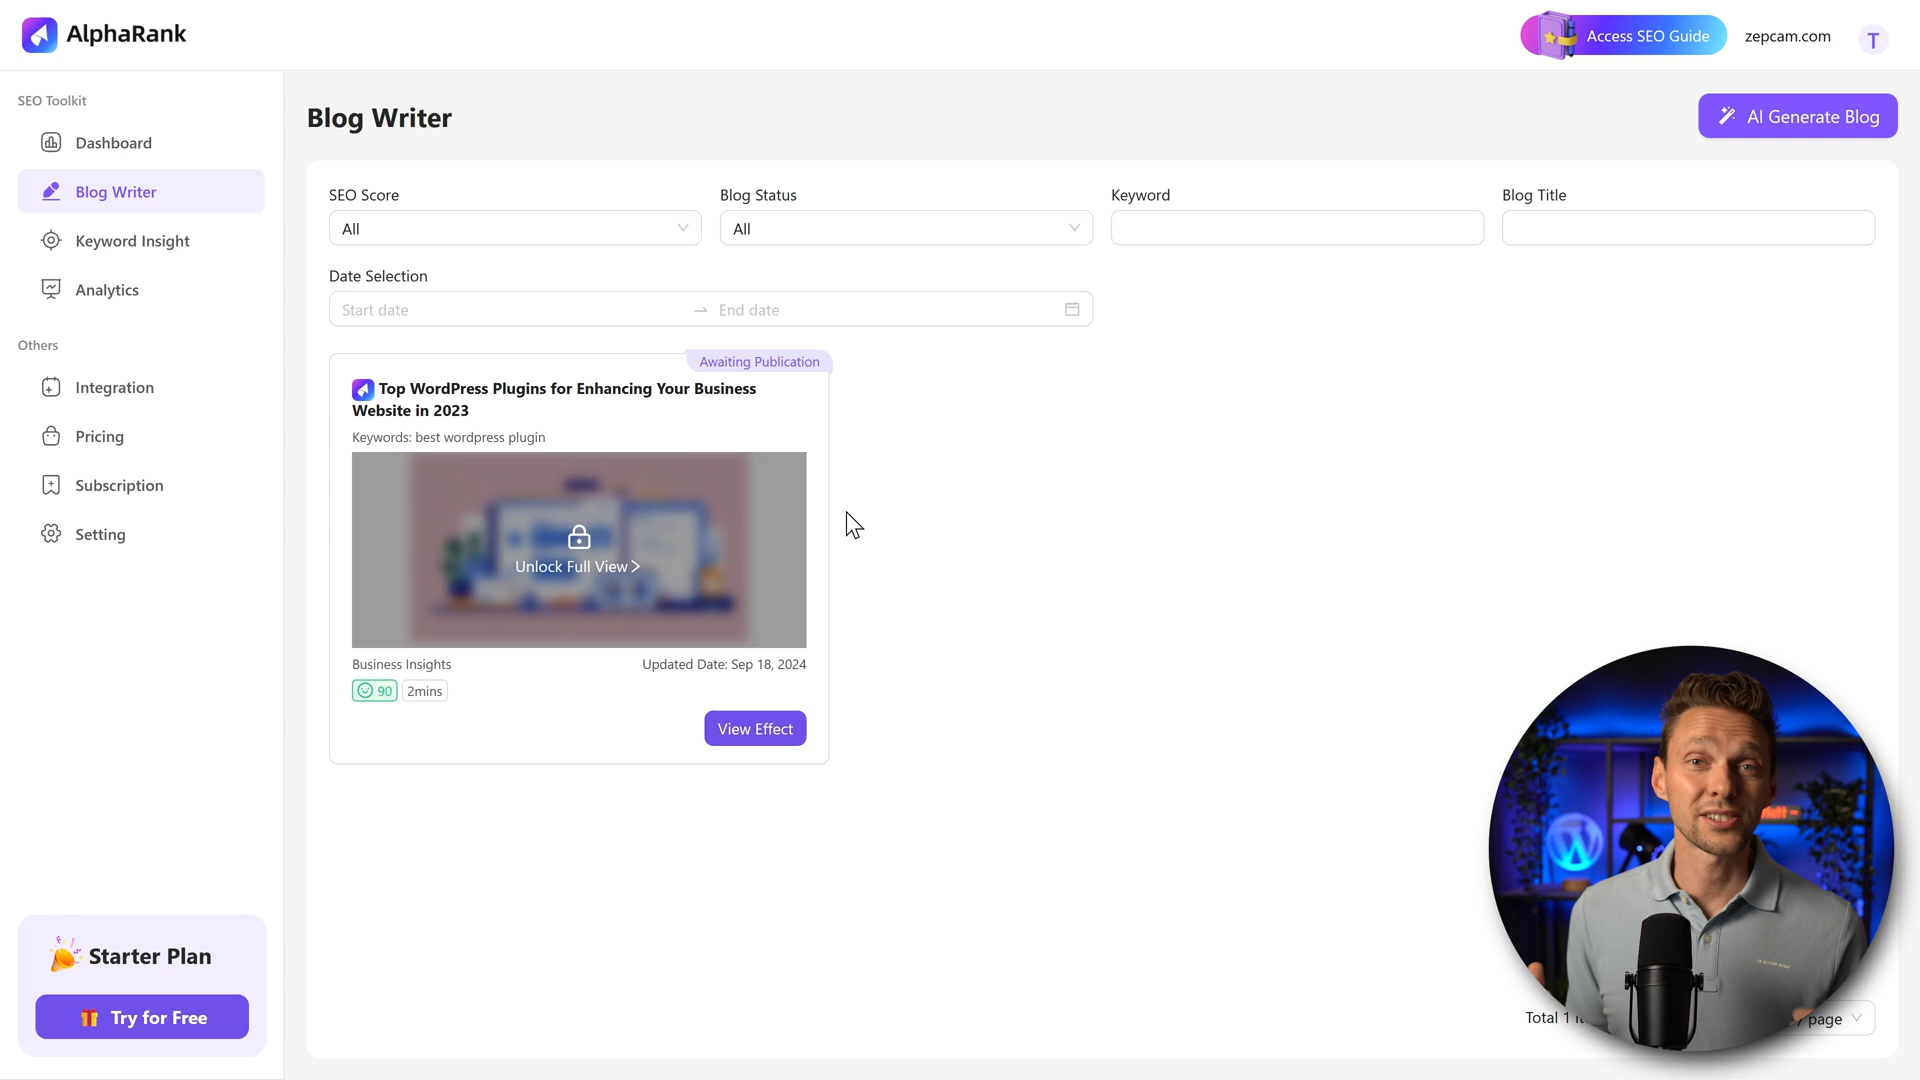 AlphaRank
Access SEO Guide
zepcam.com
T
SEO Toolkit
Dashboard
Blog Writer
Keyword Insight
Analytics
Others
Integration
Pricing
Subscription
Setting
Starter Plan
Try for Free
Blog Writer
AI Generate Blog
SEO Score
All
Blog Status
All
Keyword
Blog Title
Date Selection
Start date
End date
Awaiting Publication
Top WordPress Plugins for Enhancing Your Business
Website in 2023
Keywords: best wordpress plugin
Unlock Full View
Business Insights
Updated Date: Sep 18, 2024
90
2mins
View Effect
Total 1
/ page